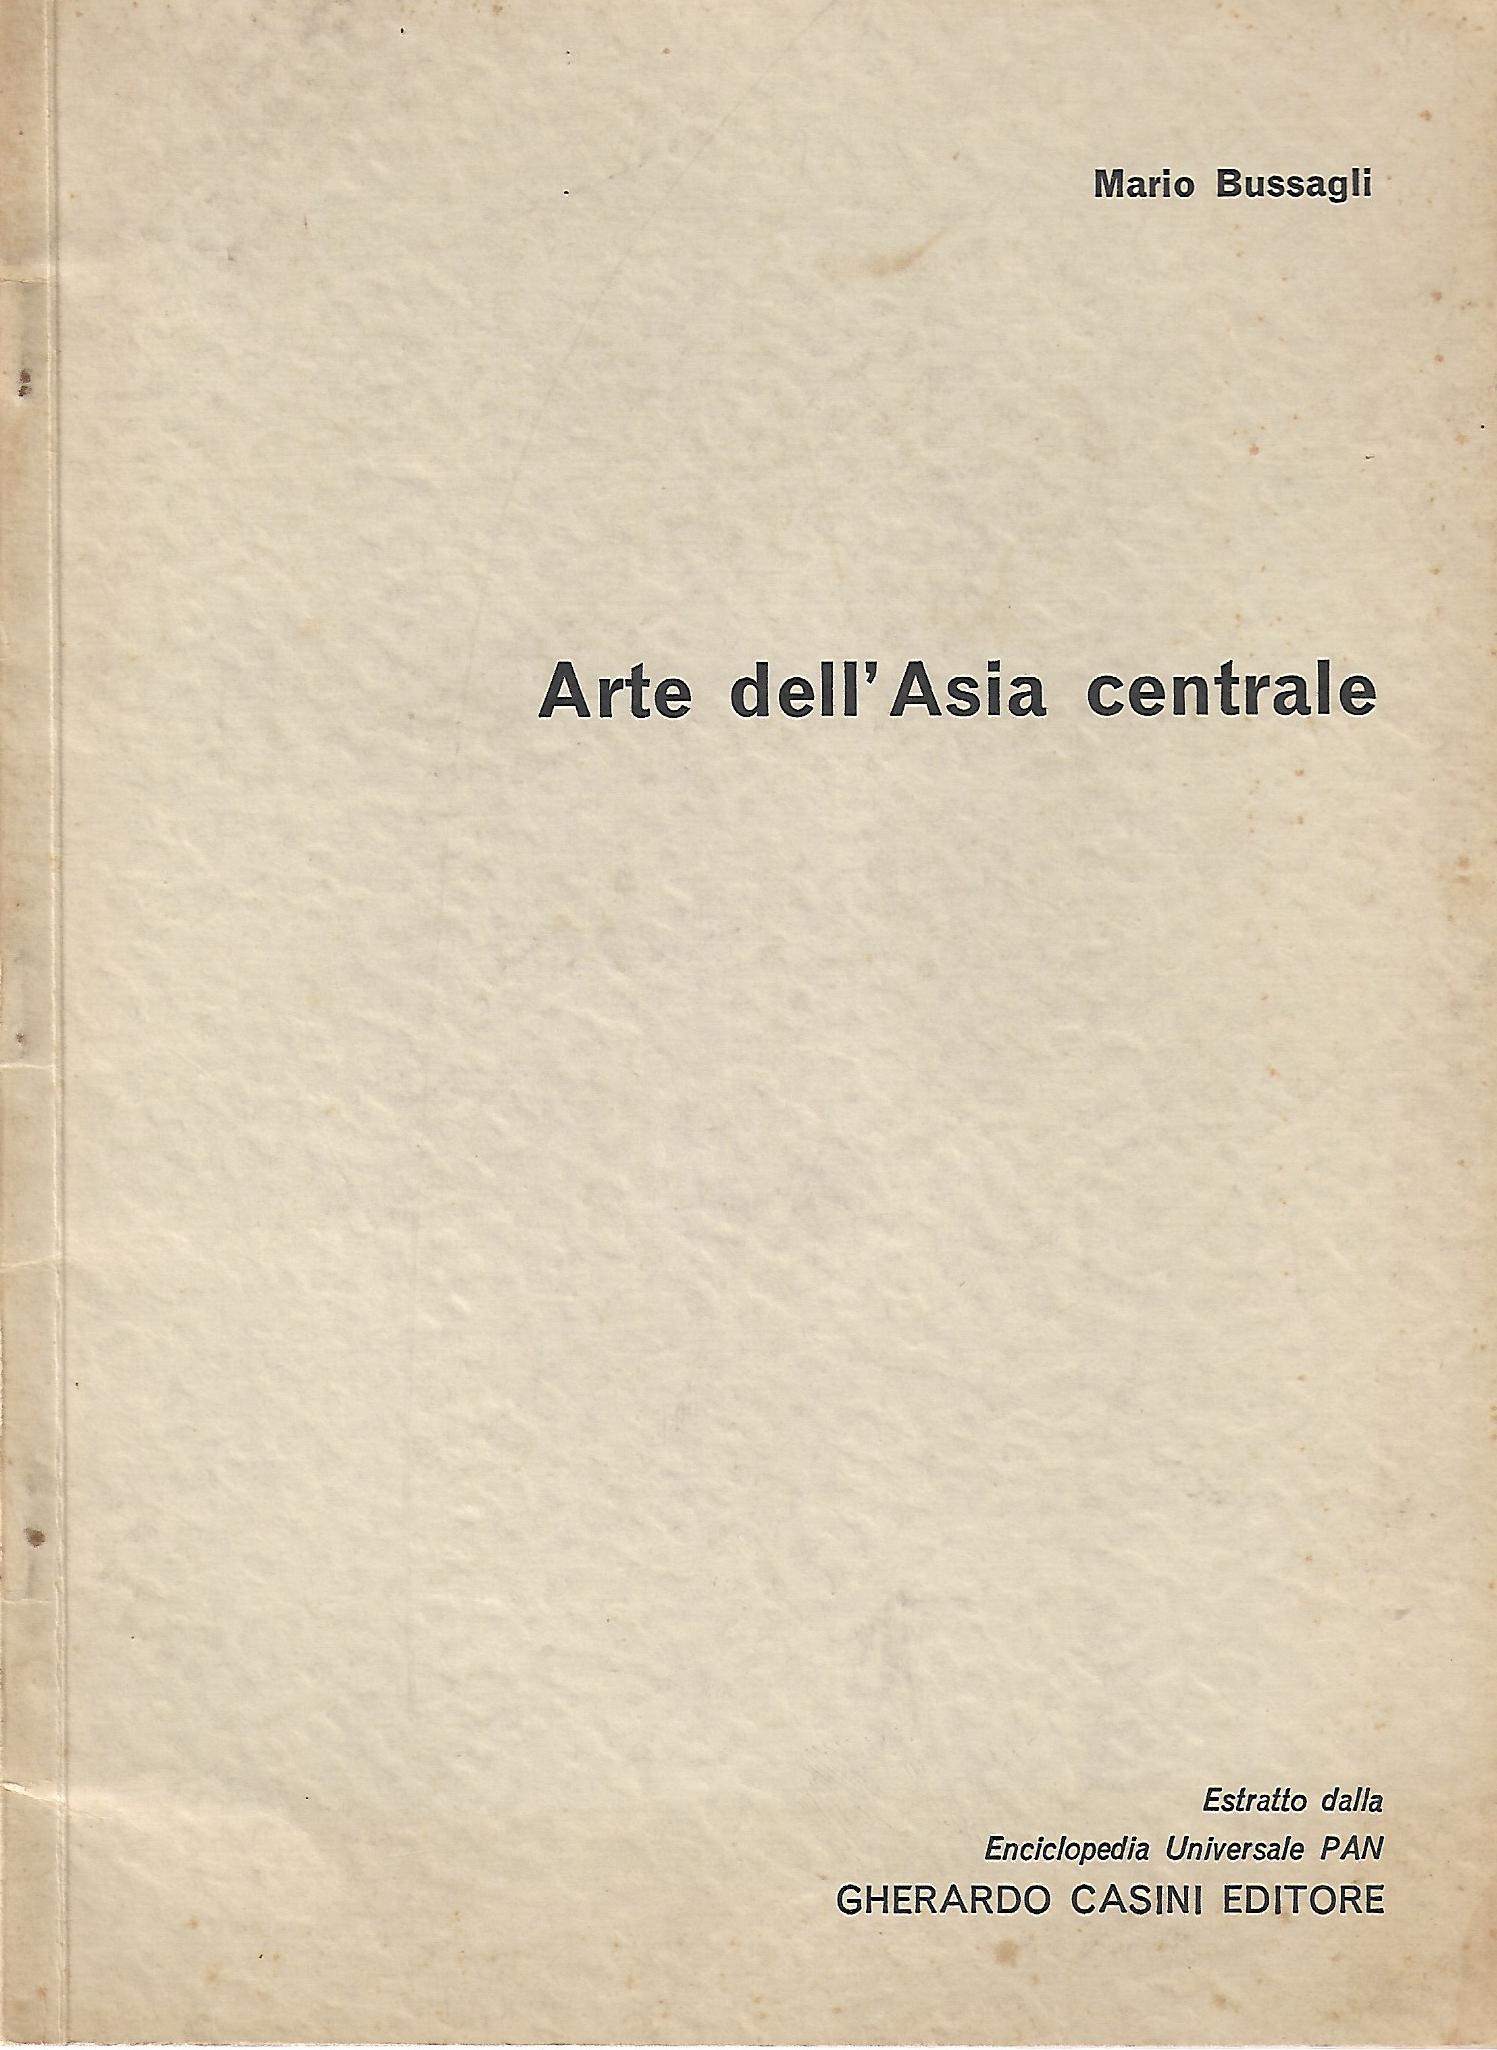 Mario Bussagli
Arte dell'Asia centrale
Estratto dalla
Enciclopedia Universale PAN
GHERARDO CASINI EDITORE